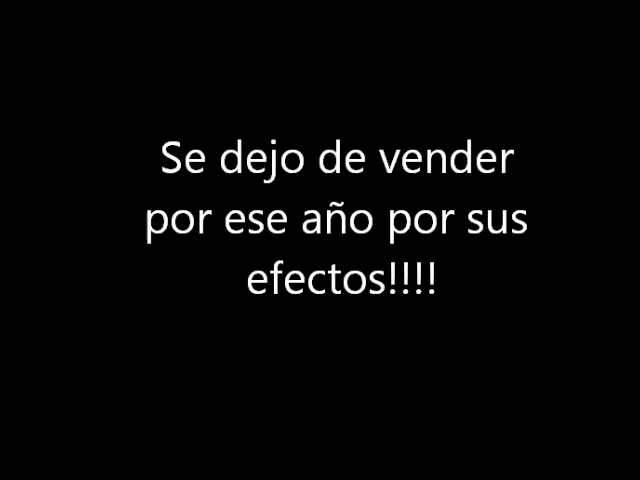 Se dejo de vender
por ese año por sus
efectos!!!!